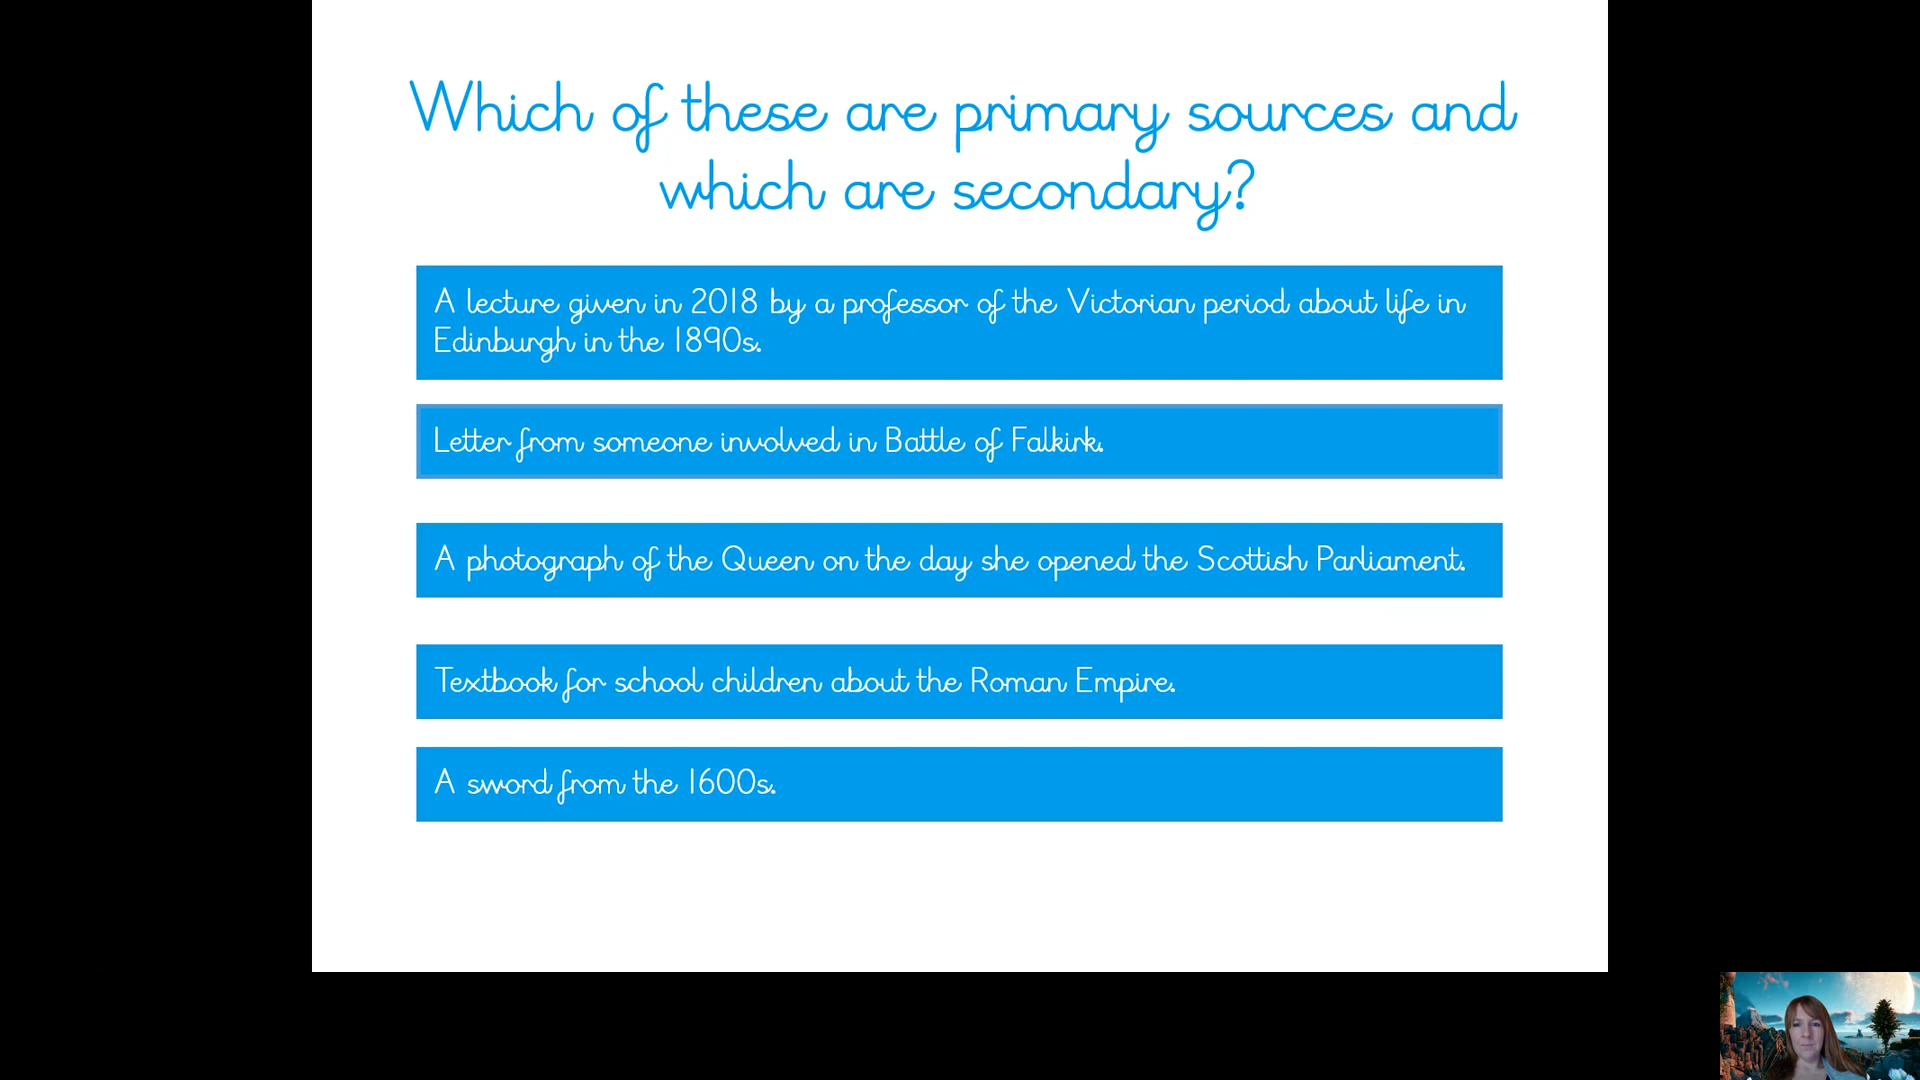 Which of these are primary sources and
which are secondary?
A lecture given in 2018 by a professor of the Victorian period about life in
Edinburgh in the 1890s.
Letter from someone involved in Battle of Falkirk.
A photograph of the Queen on the day she opened the Scottish Parliament.
Textbook for school children about the Roman Empire.
A sword from the 1600s.